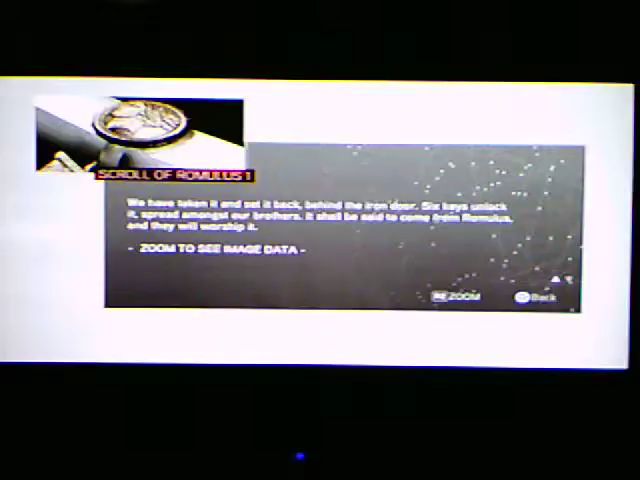 SCROLL OF ROMULUS 1
We have taken it and set it back, behind the iron door. Six keys unlock
it, spread amongst our brothers. It shall be said to come from Romulus,
and they will worship it.
- ZOOM TO SEE IMAGE DATA -
ZOOM Back